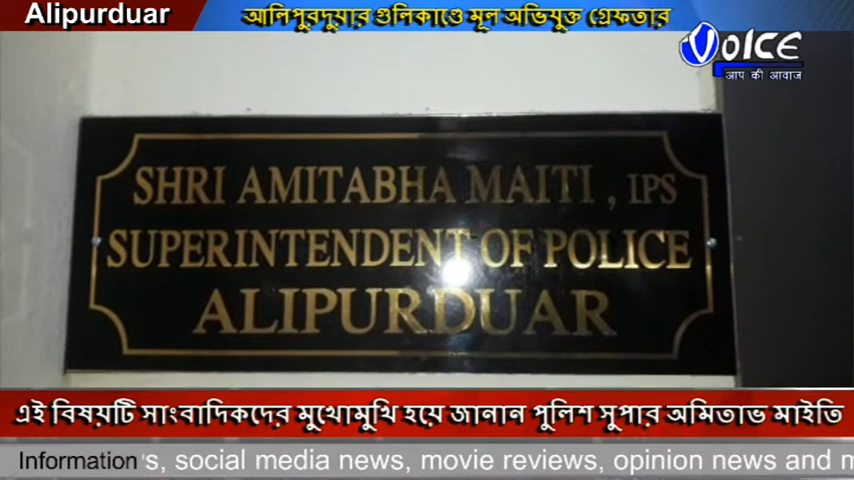 Alipurduar
আলিপুরদুয়ার গুলিকাণ্ডে মূল অভিযুক্ত গ্রেফতার
VOICE
आप की आवाज
SHRI AMITABHA MAITI , IPS
SUPERINTENDENT OF POLICE
ALIPURDUAR
এই বিষয়টি সাংবাদিকদের মুখোমুখি হয়ে জানান পুলিশ সুপার অমিতাভ মাইতি
Information 's, social media news, movie reviews, opinion news and m